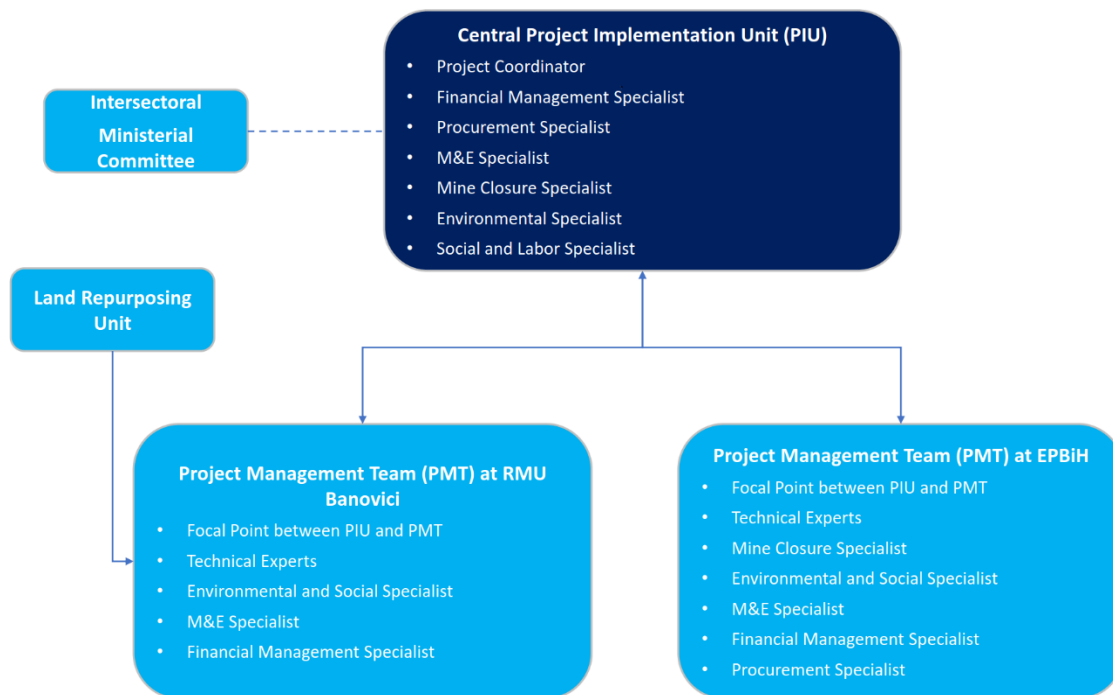 Central Project Implementation Unit (PIU)
• Project Coordinator
• Financial Management Specialist
• Procurement Specialist
• M&E Specialist
• Mine Closure Specialist
• Environmental Specialist
• Social and Labor Specialist
Intersectoral
Ministerial
Committee
Land Repurposing
Unit
Project Management Team (PMT) at RMU
Banovici
• Focal Point between PIU and PMT
• Technical Experts
• Environmental and Social Specialist
• M&E Specialist
• Financial Management Specialist
Project Management Team (PMT) at EPBiH
• Focal Point between PIU and PMT
• Technical Experts
• Mine Closure Specialist
• Environmental and Social Specialist
• M&E Specialist
• Financial Management Specialist
• Procurement Specialist